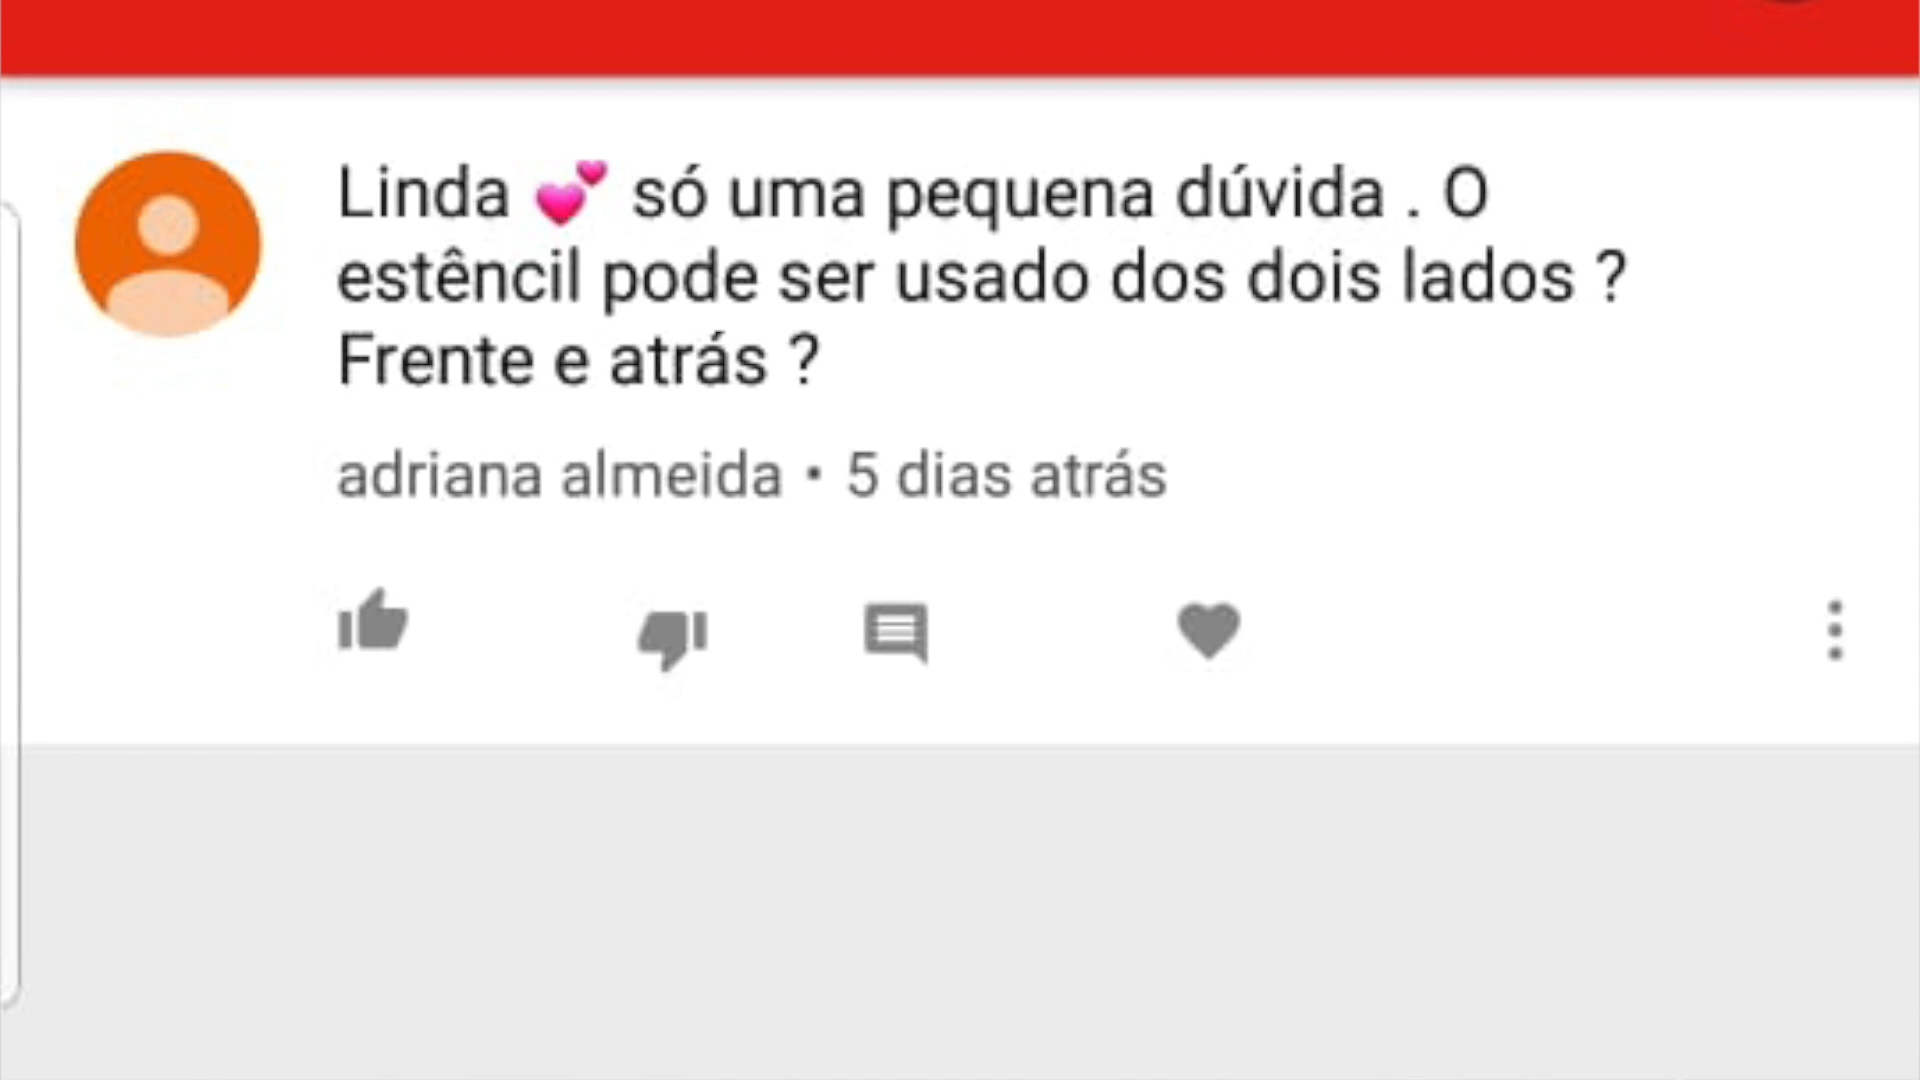 Linda 💕 só uma pequena dúvida . O
estêncil pode ser usado dos dois lados ?
Frente e atrás ?
adriana almeida • 5 dias atrás